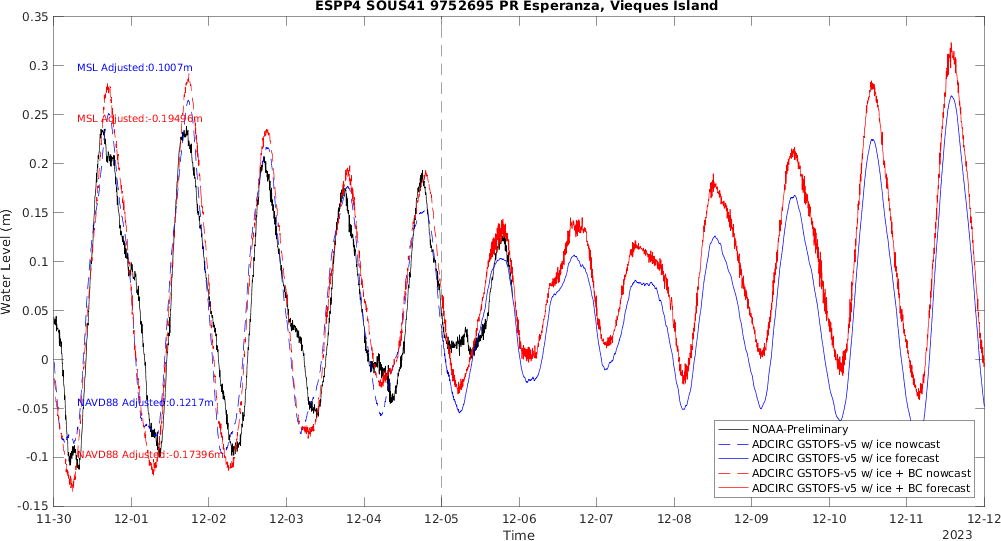 ESPP4 SOUS41 9752695 PR Esperanza, Vieques Island
0.35
0.3
0.25
0.2
0.15
0.1
0.05
0
-0.05
-0.1
-0.15
Water Level (m)
MSL Adjusted:0.1007m
MSL Adjusted:-0.19496m
NAVD88 Adjusted:0.1217m
NAVD88 Adjusted:-0.17396m
NOAA-Preliminary
ADCIRC GSTOFS-v5 w/ ice nowcast
ADCIRC GSTOFS-v5 w/ ice forecast
ADCIRC GSTOFS-v5 w/ ice + BC nowcast
ADCIRC GSTOFS-v5 w/ ice + BC forecast
11-30 12-01 12-02 12-03 12-04 12-05 12-06 12-07 12-08 12-09 12-10 12-11 12-12
Time
2023